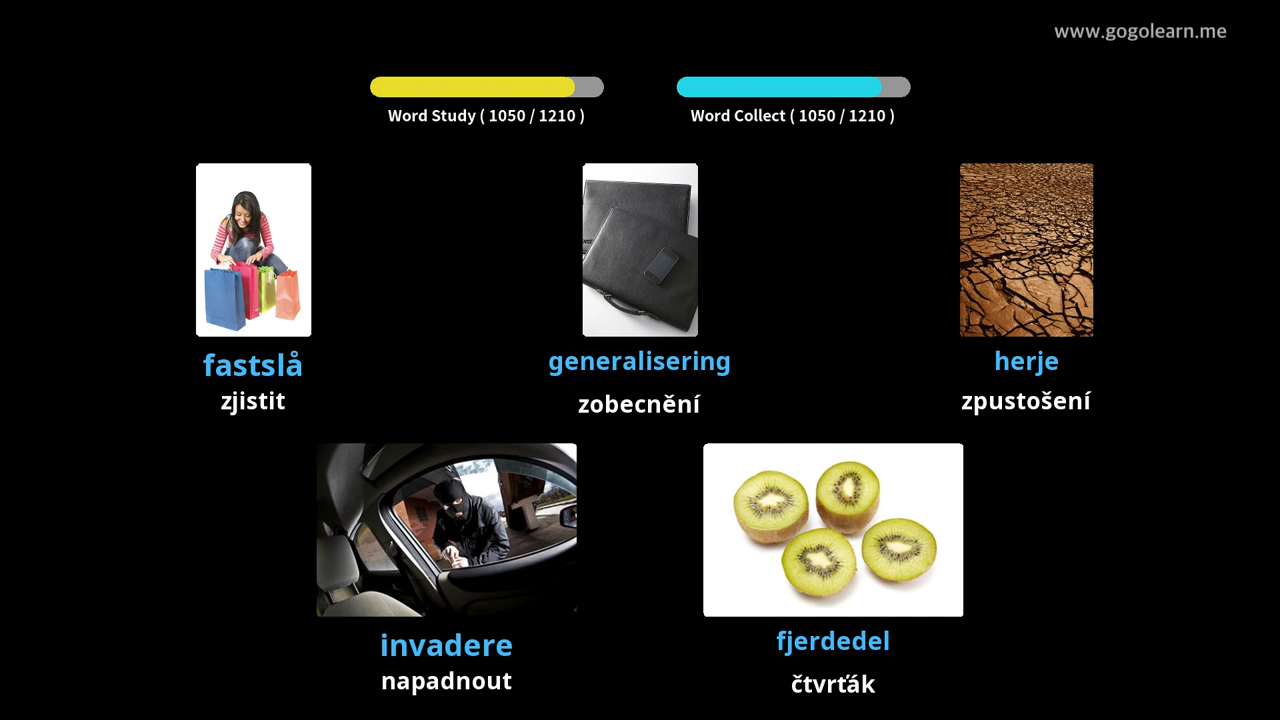 www.gogolearn.me
Word Study ( 1050 / 1210 )
Word Collect ( 1050 / 1210 )
fastslå
zjistit
generalisering
zobecnění
herje
zpustošení
invadere
napadnout
fjerdedel
čtvrťák